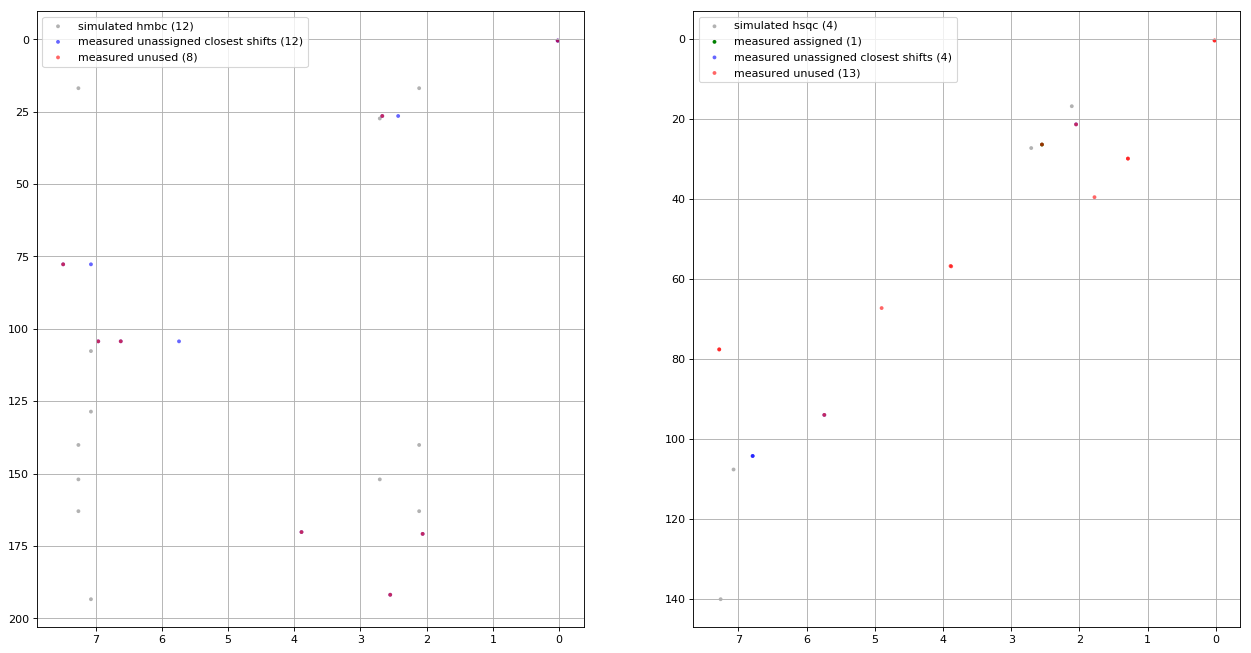 simulated hmbc (12)
measured unassigned closest shifts (12)
measured unused (8)
0
25
50
75
100
125
150
175
200
7 6 5 4 3 2 1 0
simulated hsqc (4)
measured assigned (1)
measured unassigned closest shifts (4)
measured unused (13)
0
20
40
60
80
100
120
140
7 6 5 4 3 2 1 0